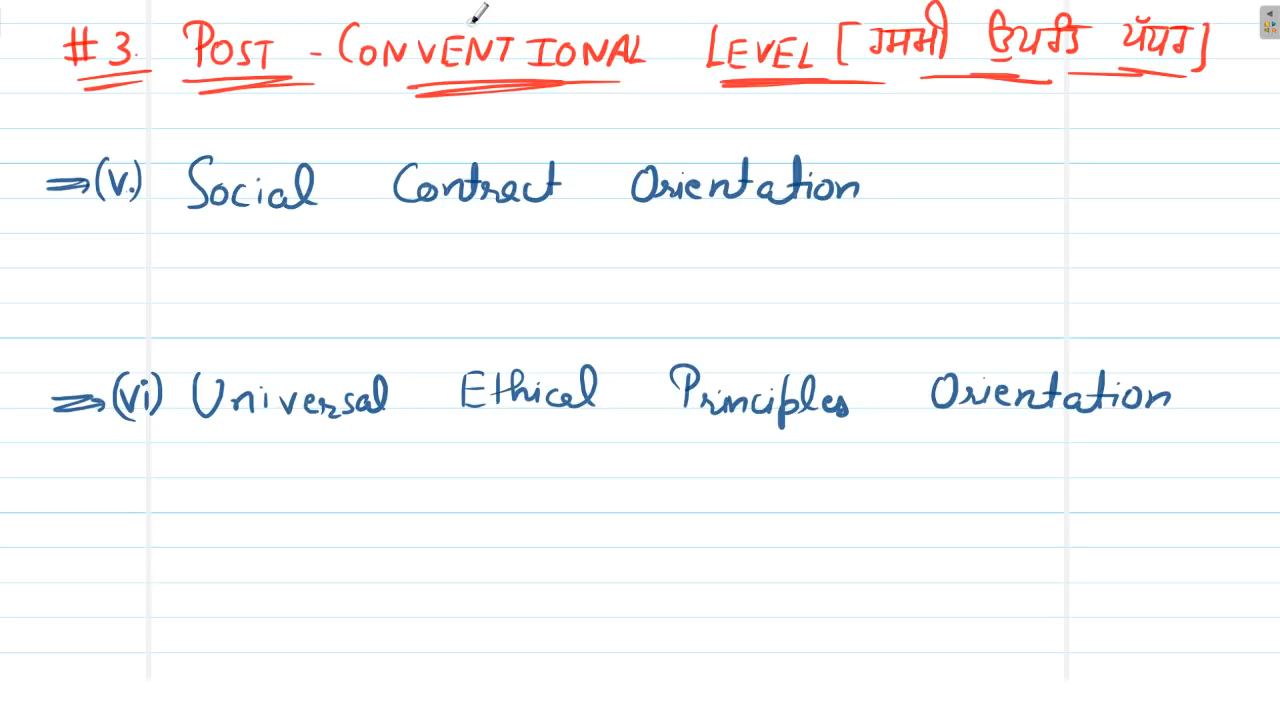 # 3. POST - CONVENTIONAL LEVEL [ਰਸਮੀ ਉਪਰੰਤ ਪੱਧਰ]
⇒ (v.) Social Contract Orientation
⇒ (vi) Universal Ethical Principles Orientation